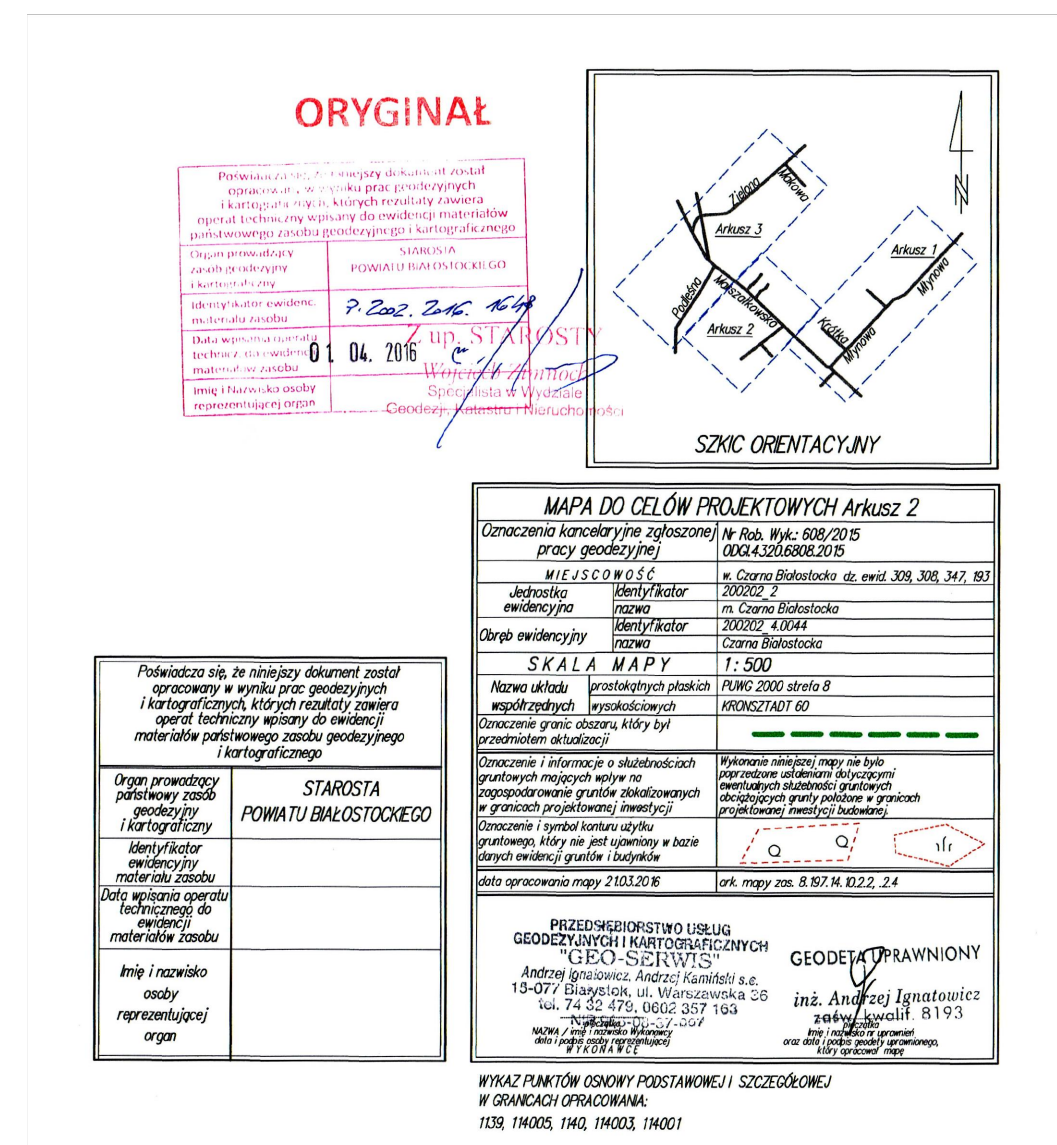 ORYGINAŁ
Poświadcza się, że niniejszy dokument został
opracowany w wyniku prac geodezyjnych
i kartograficznych, których rezultaty zawiera
operat techniczny wpisany do ewidencji materiałów
państwowego zasobu geodezyjnego i kartograficznego
Organ prowadzący
zasób geodezyjny
i kartograficzny
STAROSTA
POWIATU BIAŁOSTOCKIEGO
Identyfikator ewidenc.
materiału zasobu
P.2002.2016.1648
Data wpisania operatu
technicz. do ewidencji
materiałów zasobu
01. 04. 2016
Imię i Nazwisko osoby
reprezentującej organ
Z up. STAROSTY
Wojciech
Specjalista w Wydziale
Geodezji, Katastru i Nieruchomości
Zielona
Makowa
Arkusz 3
Arkusz 1
Młynowa
Podleśna
Marszałkowska
Arkusz 2
Krótka
Młynowa
N
SZKIC ORIENTACYJNY
MAPA DO CELÓW PROJEKTOWYCH Arkusz 2
Oznaczenia kancelaryjne zgłoszonej
pracy geodezyjnej
Nr Rob. Wyk.: 608/2015
ODGI.4320.6808.2015
MIEJSCOWOŚĆ
w. Czarna Białostocka dz. ewid. 309, 308, 347, 193
Jednostka
ewidencyjna
Identyfikator
200202_2
nazwa
m. Czarna Białostocka
Obręb ewidencyjny
Identyfikator
200202_4.0044
nazwa
Czarna Białostocka
SKALA MAPY
1: 500
Nazwa układu
współrzędnych
prostokątnych płaskich
PUWG 2000 strefa 8
wysokościowych
KRONSZTADT 60
Oznaczenie granic obszaru, który był
przedmiotem aktualizacji
Oznaczenie i informacje o służebnościach
gruntowych mających wpływ na
zagospodarowanie gruntów zlokalizowanych
w granicach projektowanej inwestycji
Wykonanie niniejszej mapy nie było
poprzedzone ustaleniami dotyczącymi
ewentualnych służebności gruntowych
obciążających grunty położone w granicach
projektowanej inwestycji budowlanej.
Oznaczenie i symbol konturu użytku
gruntowego, który nie jest ujawniony w bazie
danych ewidencji gruntów i budynków
data opracowania mapy 21.03.2016
ark. mapy zas. 8.197.14.10.2.2, .2.4
PRZEDSIĘBIORSTWO USŁUG
GEODEZYJNYCH I KARTOGRAFICZNYCH
"GEO-SERWIS"
Andrzej Ignatowicz, Andrzej Kamiński s.c.
15-077 Białystok, ul. Warszawska 36
tel. 74 32 479, 0602 357 163
pieczątka
NAZWA / imię i nazwisko Wykonawcy
data i podpis osoby reprezentującej
WYKONAWCĘ
GEODETA UPRAWNIONY
inż. Andrzej Ignatowicz
zaśw. kwalif. 8193
pieczątka
Imię i nazwisko nr uprawnień
oraz data i podpis geodety uprawnionego,
który opracował mapę
Poświadcza się, że niniejszy dokument został
opracowany w wyniku prac geodezyjnych
i kartograficznych, których rezultaty zawiera
operat techniczny wpisany do ewidencji
materiałów państwowego zasobu geodezyjnego
i kartograficznego
Organ prowadzący
państwowy zasób
geodezyjny
i kartograficzny
STAROSTA
POWIATU BIAŁOSTOCKIEGO
Identyfikator
ewidencyjny
materiału zasobu
Data wpisania operatu
technicznego do
ewidencji
materiałów zasobu
Imię i nazwisko
osoby
reprezentującej
organ
WYKAZ PUNKTÓW OSNOWY PODSTAWOWEJ I SZCZEGÓŁOWEJ
W GRANICACH OPRACOWANIA:
1139, 114005, 1140, 114003, 114001